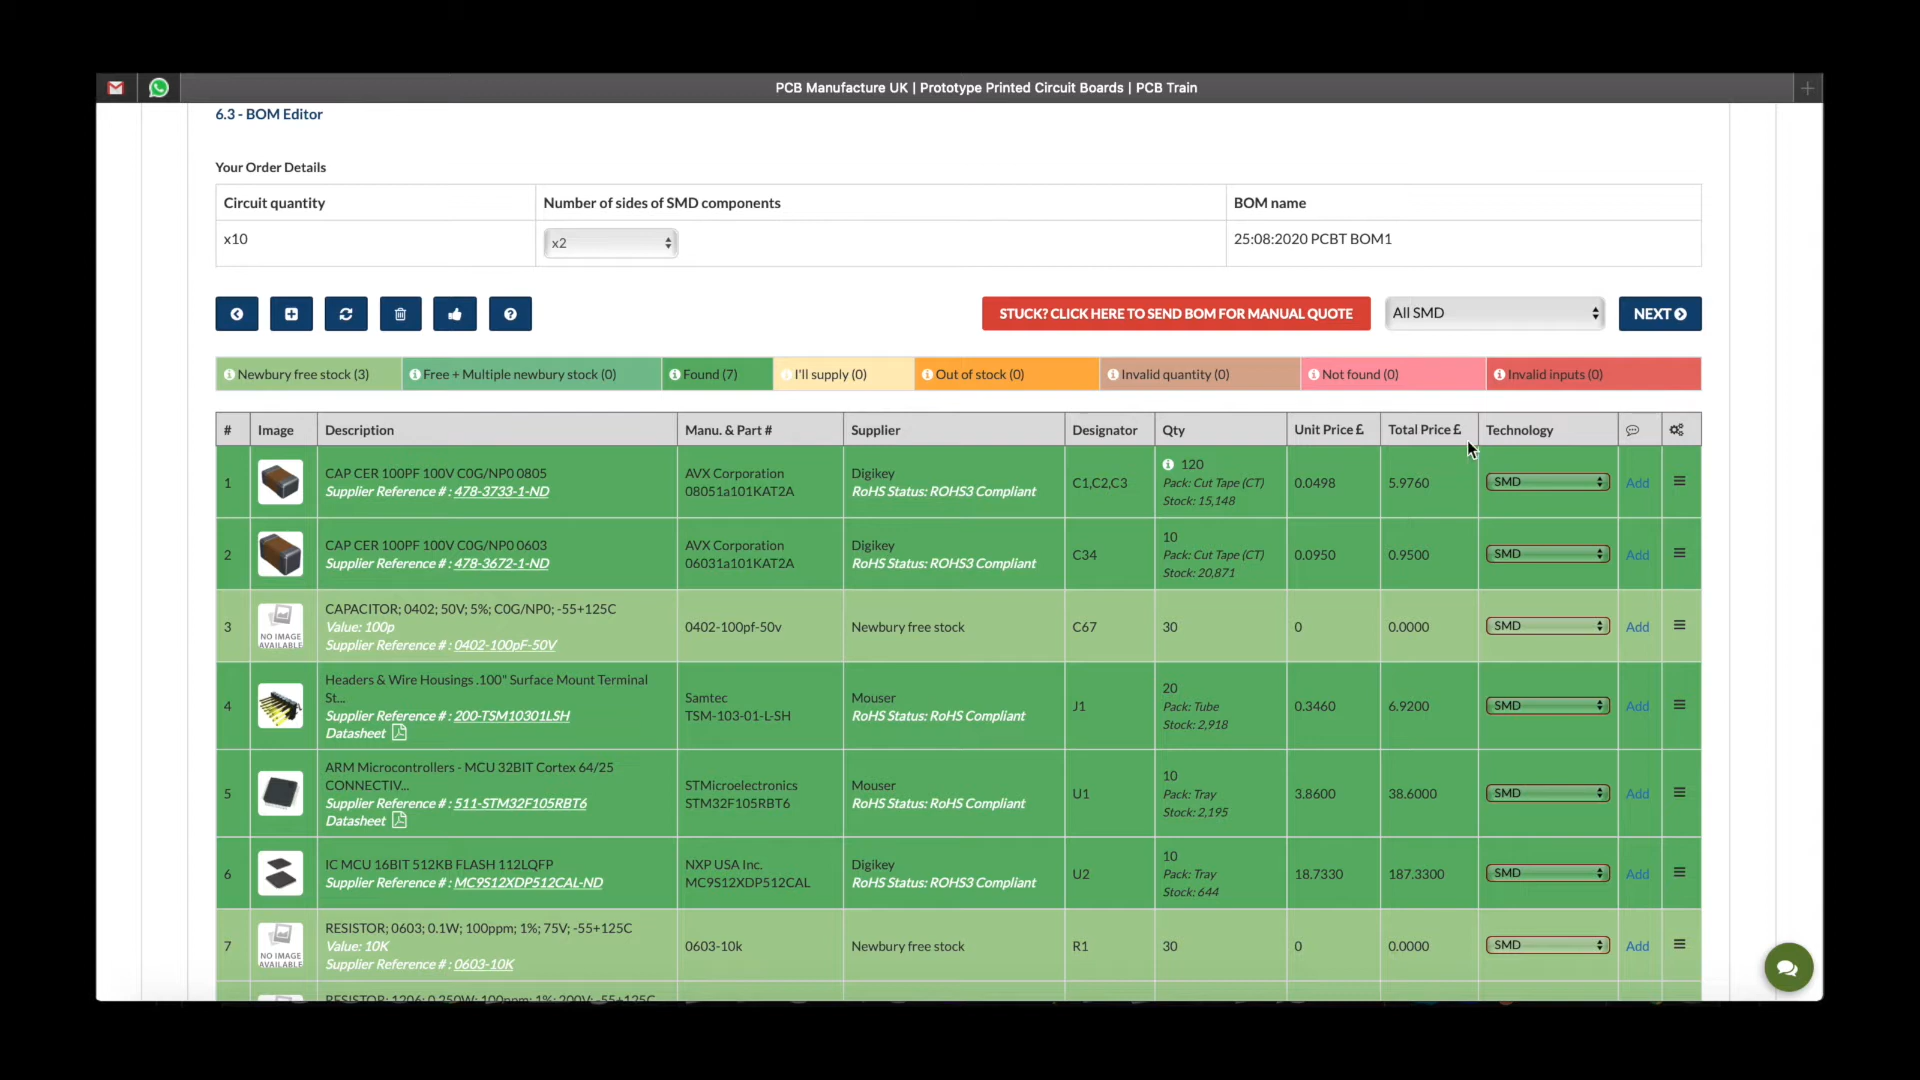 PCB Manufacture UK | Prototype Printed Circuit Boards | PCB Train
6.3 - BOM Editor
Your Order Details
Circuit quantity Number of sides of SMD components BOM name
x10 x2 25:08:2020 PCBT BOM1
STUCK? CLICK HERE TO SEND BOM FOR MANUAL QUOTE All SMD NEXT
Newbury free stock (3) Free + Multiple newbury stock (0) Found (7) I'll supply (0) Out of stock (0) Invalid quantity (0) Not found (0) Invalid inputs (0)
# Image Description Manu. & Part # Supplier Designator Qty Unit Price £ Total Price £ Technology
1
CAP CER 100PF 100V C0G/NP0 0805
Supplier Reference # : 478-3733-1-ND
AVX Corporation
08051a101KAT2A
Digikey
RoHS Status: ROHS3 Compliant
C1,C2,C3
120
Pack: Cut Tape (CT)
Stock: 15,148
0.0498 5.9760 SMD Add
2
CAP CER 100PF 100V C0G/NP0 0603
Supplier Reference # : 478-3672-1-ND
AVX Corporation
06031a101KAT2A
Digikey
RoHS Status: ROHS3 Compliant
C34
10
Pack: Cut Tape (CT)
Stock: 20,871
0.0950 0.9500 SMD Add
3
NO IMAGE
AVAILABLE
CAPACITOR; 0402; 50V; 5%; C0G/NP0; -55+125C
Value: 100p
Supplier Reference # : 0402-100pF-50V
0402-100pf-50v
Newbury free stock
C67
30
0 0.0000 SMD Add
4
Headers & Wire Housings .100" Surface Mount Terminal
St...
Supplier Reference # : 200-TSM10301LSH
Datasheet
Samtec
TSM-103-01-L-SH
Mouser
RoHS Status: RoHS Compliant
J1
20
Pack: Tube
Stock: 2,918
0.3460 6.9200 SMD Add
5
ARM Microcontrollers - MCU 32BIT Cortex 64/25
CONNECTIV...
Supplier Reference # : 511-STM32F105RBT6
Datasheet
STMicroelectronics
STM32F105RBT6
Mouser
RoHS Status: RoHS Compliant
U1
10
Pack: Tray
Stock: 2,195
3.8600 38.6000 SMD Add
6
IC MCU 16BIT 512KB FLASH 112LQFP
Supplier Reference # : MC9S12XDP512CAL-ND
NXP USA Inc.
MC9S12XDP512CAL
Digikey
RoHS Status: ROHS3 Compliant
U2
10
Pack: Tray
Stock: 644
18.7330 187.3300 SMD Add
7
NO IMAGE
AVAILABLE
RESISTOR; 0603; 0.1W; 100ppm; 1%; 75V; -55+125C
Value: 10K
Supplier Reference # : 0603-10K
0603-10k
Newbury free stock
R1
30
0 0.0000 SMD Add
RESISTOR; 1206; 0.250W; 100ppm; 1%; 200V; -55+125C